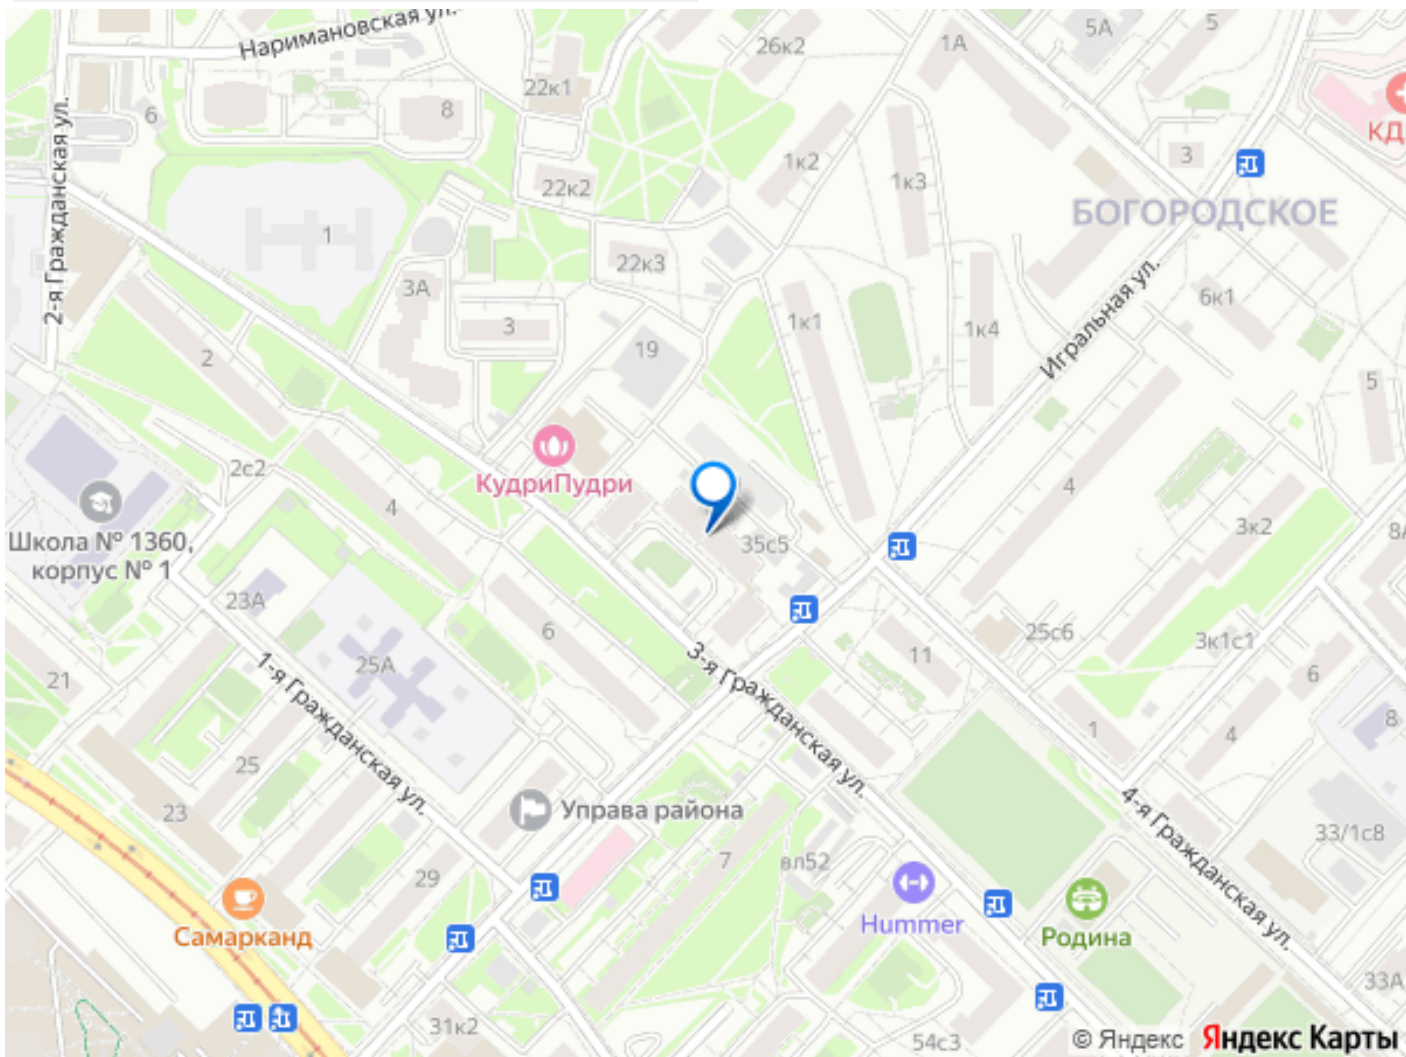 Наримановская ул.
26к2
1А
5А
5
22к1
6
8
2-я Гражданская ул.
КД
3
1к2
1к3
22к2
БОГОРОДСКОЕ
1
22к3
3А
6к1
Игральная ул.
3
1к1
1к4
19
2
5
КудриПудри
2с2
4
4
Школа № 1360,
корпус № 1
35с5
3к2
8А
23А
6
25с6
3к1с1
11
25А
21
6
1-я Гражданская ул.
3-я Гражданская ул.
8
1
4
25
23
Управа района
4-я Гражданская ул.
33/1с8
7
вл52
29
Hummer
Родина
Самарканд
33А
31к2
54с3
© Яндекс Яндекс Карты